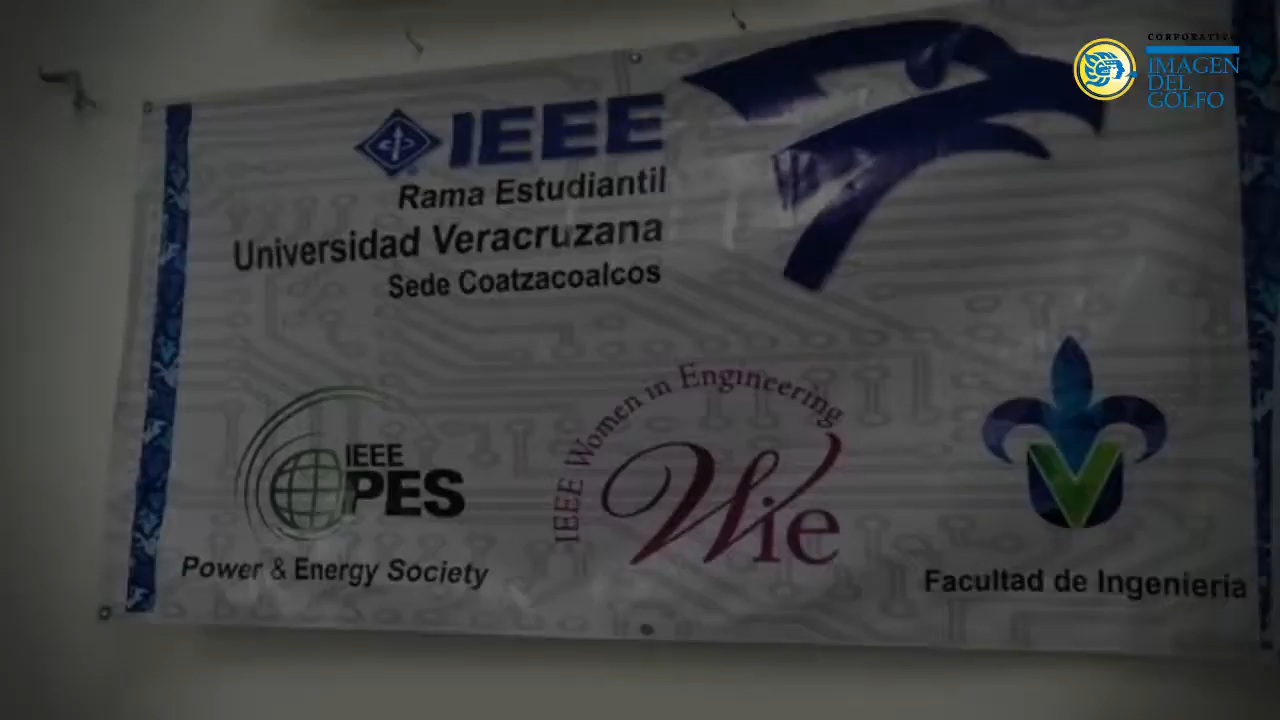 CORPORATIVO
IMAGEN
DEL
GOLFO
IEEE
Rama Estudiantil
Universidad Veracruzana
Sede Coatzacoalcos
IEEE
PES
Power & Energy Society
IEEE Women in Engineering
Wie
Facultad de Ingenieria